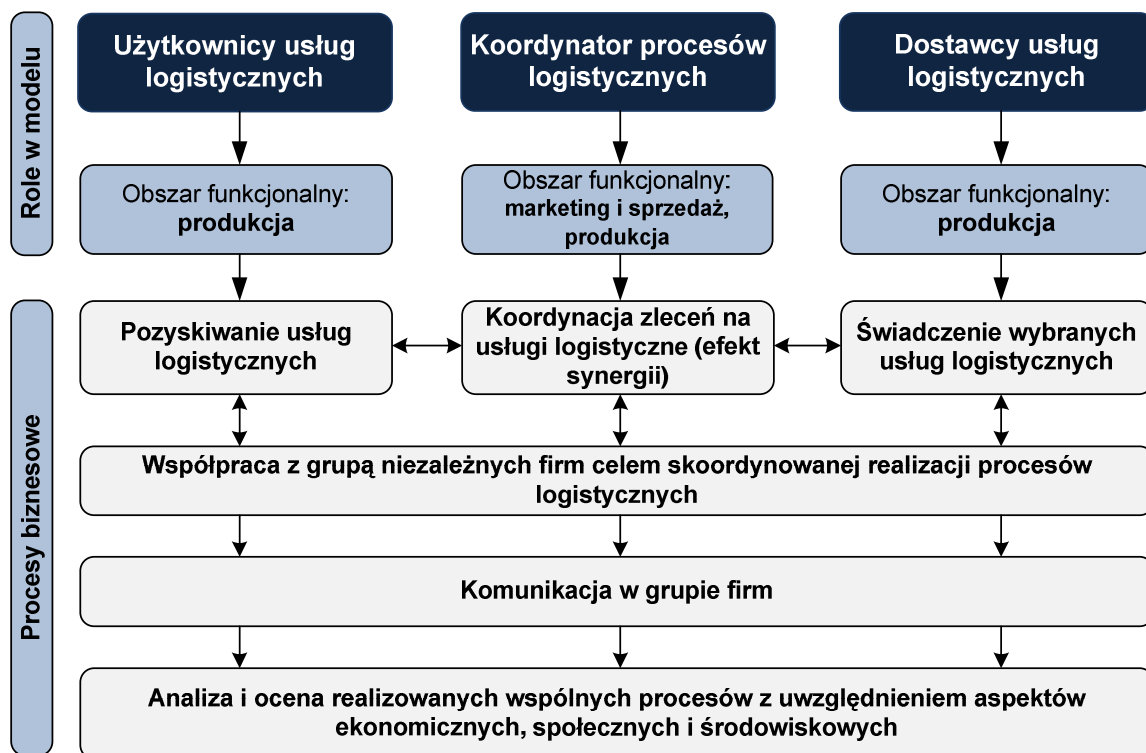 Role w modelu
Użytkownicy usług
logistycznych
Koordynator procesów
logistycznych
Dostawcy usług
logistycznych
Obszar funkcjonalny:
produkcja
Obszar funkcjonalny:
marketing i sprzedaż,
produkcja
Obszar funkcjonalny:
produkcja
Procesy biznesowe
Pozyskiwanie usług
logistycznych
Koordynacja zleceń na
usługi logistyczne (efekt
synergii)
Świadczenie wybranych
usług logistycznych
Współpraca z grupą niezależnych firm celem skoordynowanej realizacji procesów
logistycznych
Komunikacja w grupie firm
Analiza i ocena realizowanych wspólnych procesów z uwzględnieniem aspektów
ekonomicznych, społecznych i środowiskowych